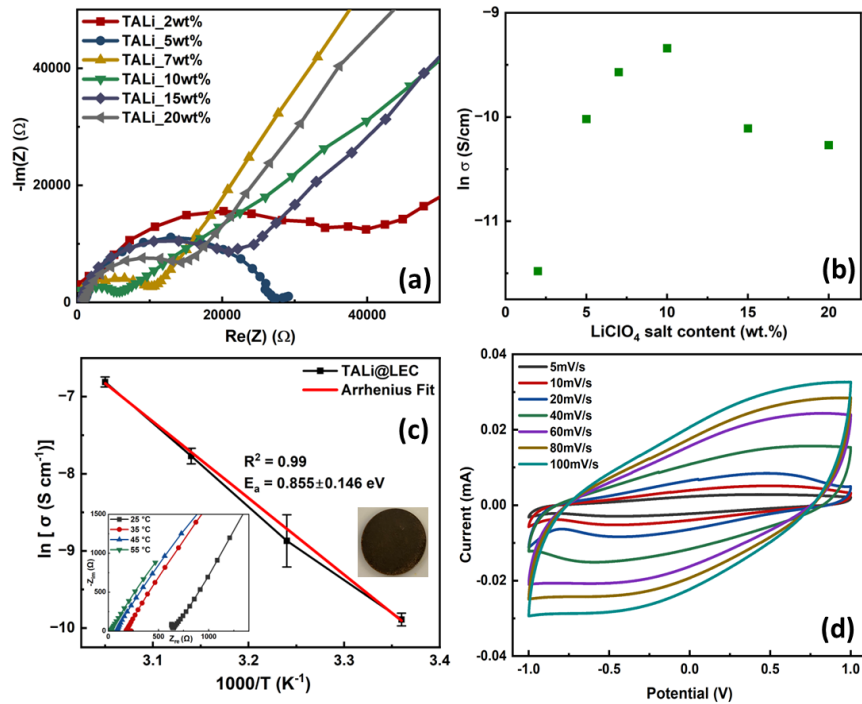 TALi_2wt%
TALi_5wt%
TALi_7wt%
TALi_10wt%
TALi_15wt%
TALi_20wt%
40000
20000
0
-Im(Z) (Ω)
(a)
0
20000
40000
Re(Z) (Ω)
-9
-10
-11
ln σ (S/cm)
(b)
0
5
10
15
20
LiClO₄ salt content (wt.%)
TALi@LEC
Arrhenius Fit
(c)
R² = 0.99
Eₐ = 0.855±0.146 eV
-7
-8
-9
-10
ln [ σ (S cm⁻¹)]
25 °C
35 °C
45 °C
55 °C
1500
1000
500
0
-Z_im (Ω)
0
500
1000
Z_re (Ω)
3.1
3.2
3.3
3.4
1000/T (K⁻¹)
5mV/s
10mV/s
20mV/s
40mV/s
60mV/s
80mV/s
100mV/s
0.04
0.02
0.00
-0.02
-0.04
Current (mA)
(d)
-1.0
-0.5
0.0
0.5
1.0
Potential (V)